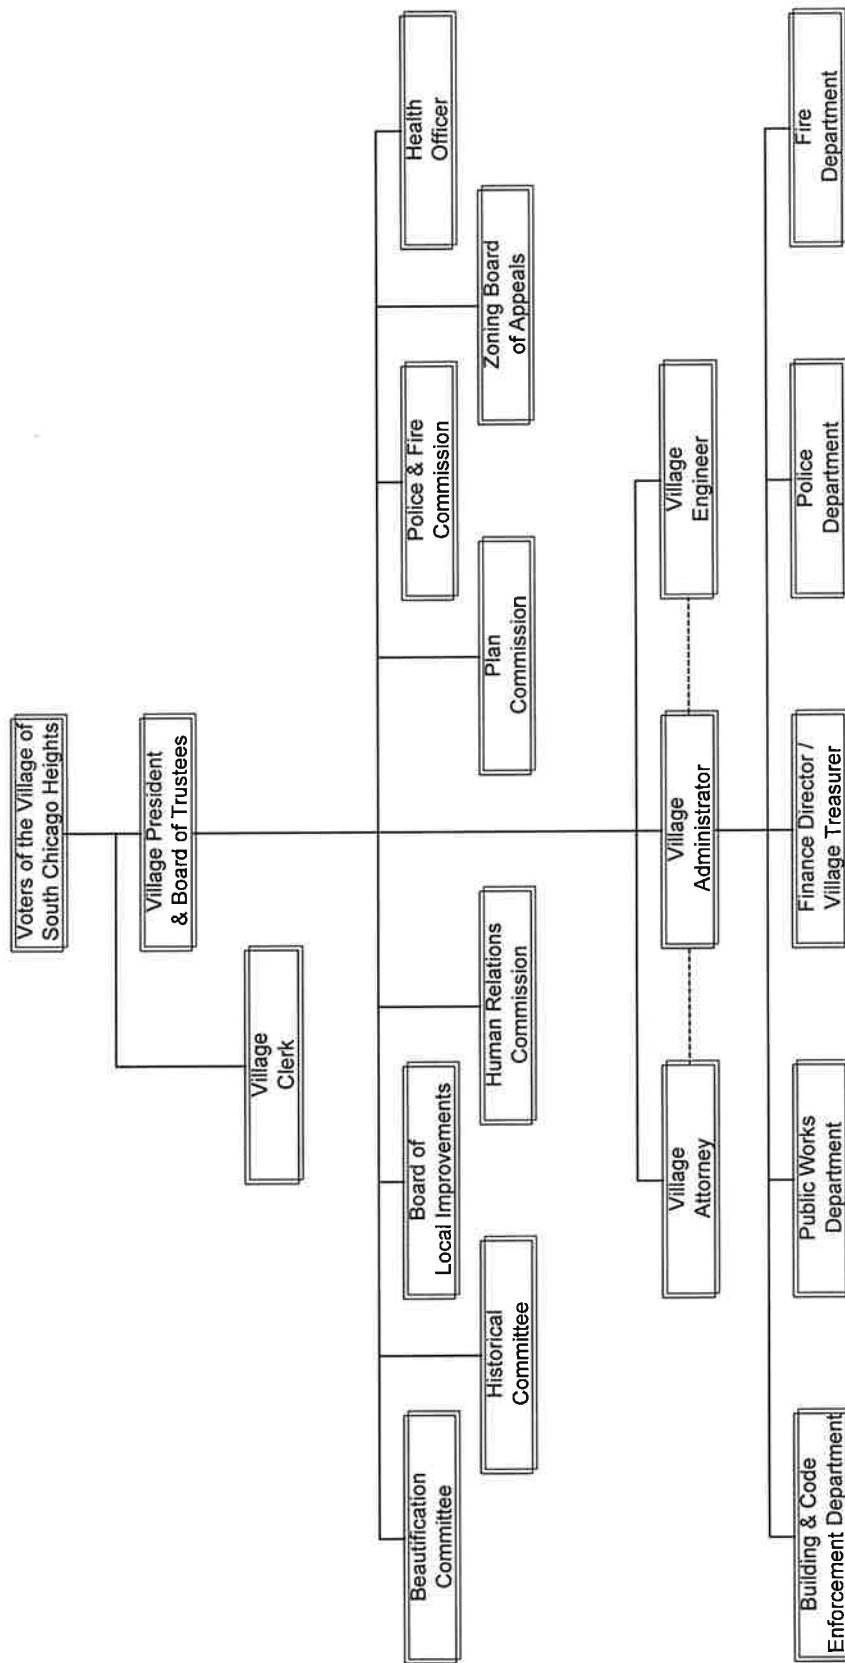 Voters of the Village of
South Chicago Heights
Village President
& Board of Trustees
Village
Clerk
Beautification
Committee
Historical
Committee
Board of
Local Improvements
Human Relations
Commission
Plan
Commission
Police & Fire
Commission
Zoning Board
of Appeals
Health
Officer
Village
Attorney
Village
Administrator
Village
Engineer
Building & Code
Enforcement Department
Public Works
Department
Finance Director /
Village Treasurer
Police
Department
Fire
Department